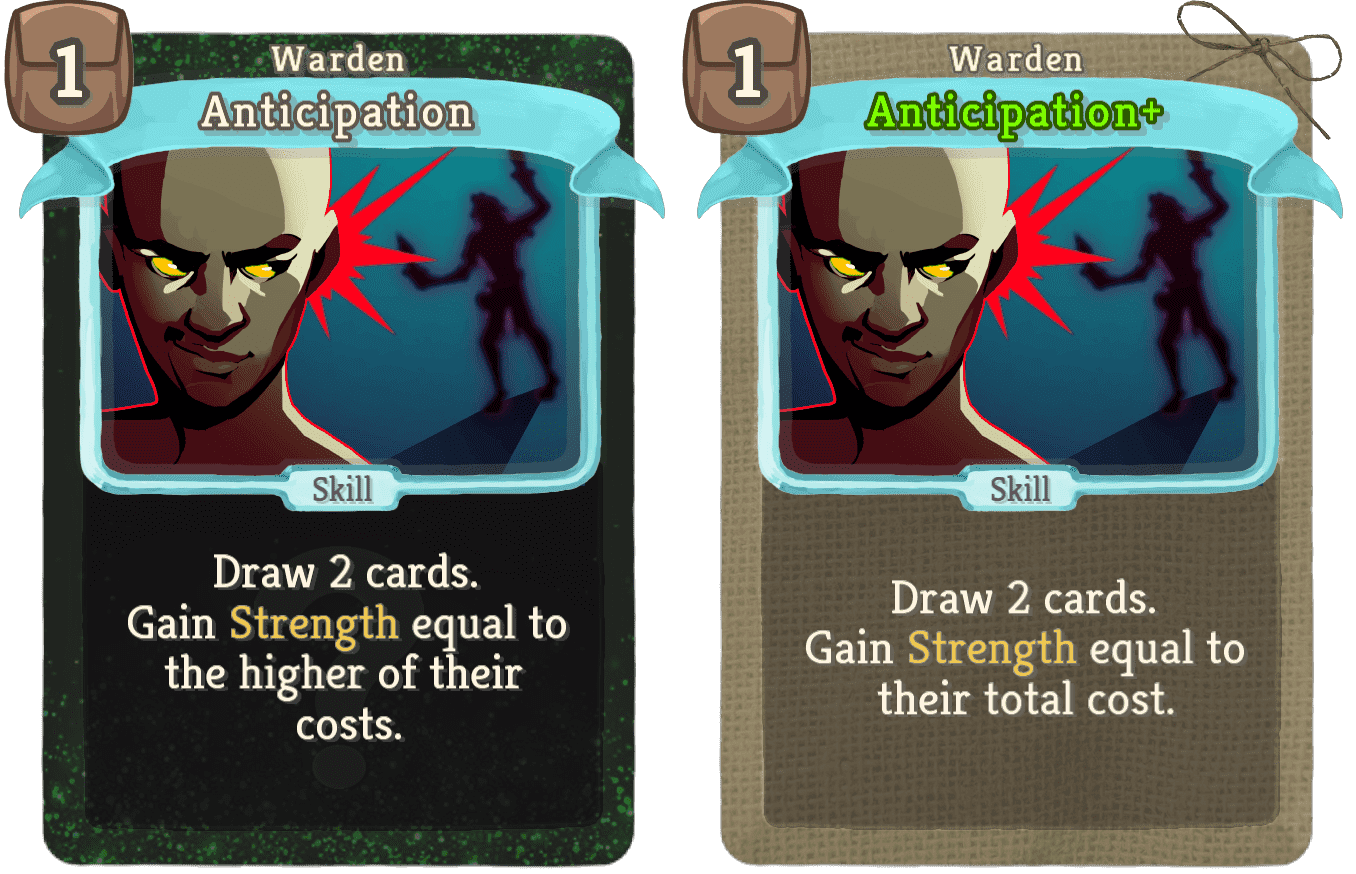 1
Warden
Anticipation
Skill
Draw 2 cards.
Gain Strength equal to
the higher of their
costs.
1
Warden
Anticipation+
Skill
Draw 2 cards.
Gain Strength equal to
their total cost.